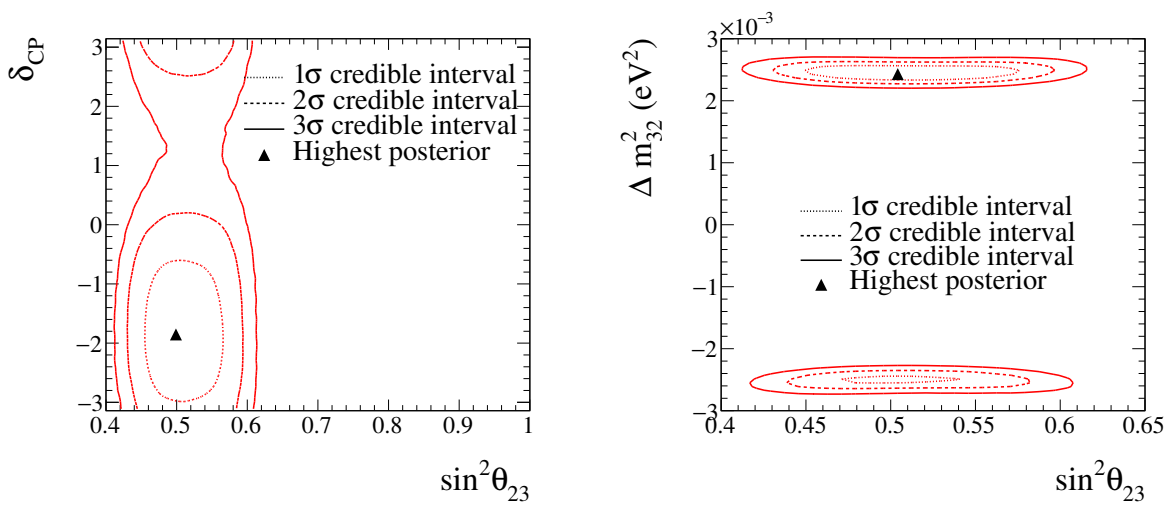 δCP
3
2
1
0
−1
−2
−3
0.4 0.5 0.6 0.7 0.8 0.9 1
sin²θ23
1σ credible interval
2σ credible interval
3σ credible interval
Highest posterior
×10⁻³
Δ m²32 (eV²)
3
2
1
0
−1
−2
−3
0.4 0.45 0.5 0.55 0.6 0.65
sin²θ23
1σ credible interval
2σ credible interval
3σ credible interval
Highest posterior